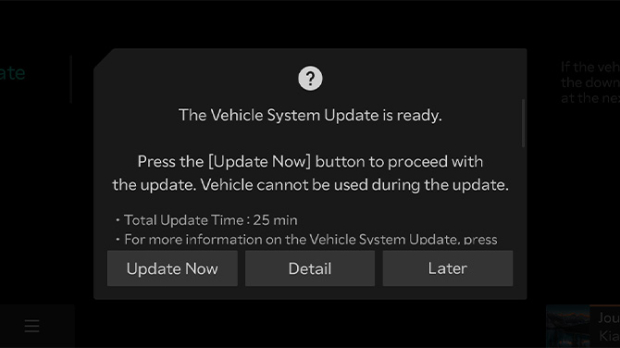 ate
If the veh
the down
at the ne
?
The Vehicle System Update is ready.
Press the [Update Now] button to proceed with
the update. Vehicle cannot be used during the update.
· Total Update Time : 25 min
· For more information on the Vehicle System Update, press
Update Now
Detail
Later
Jou
Kia